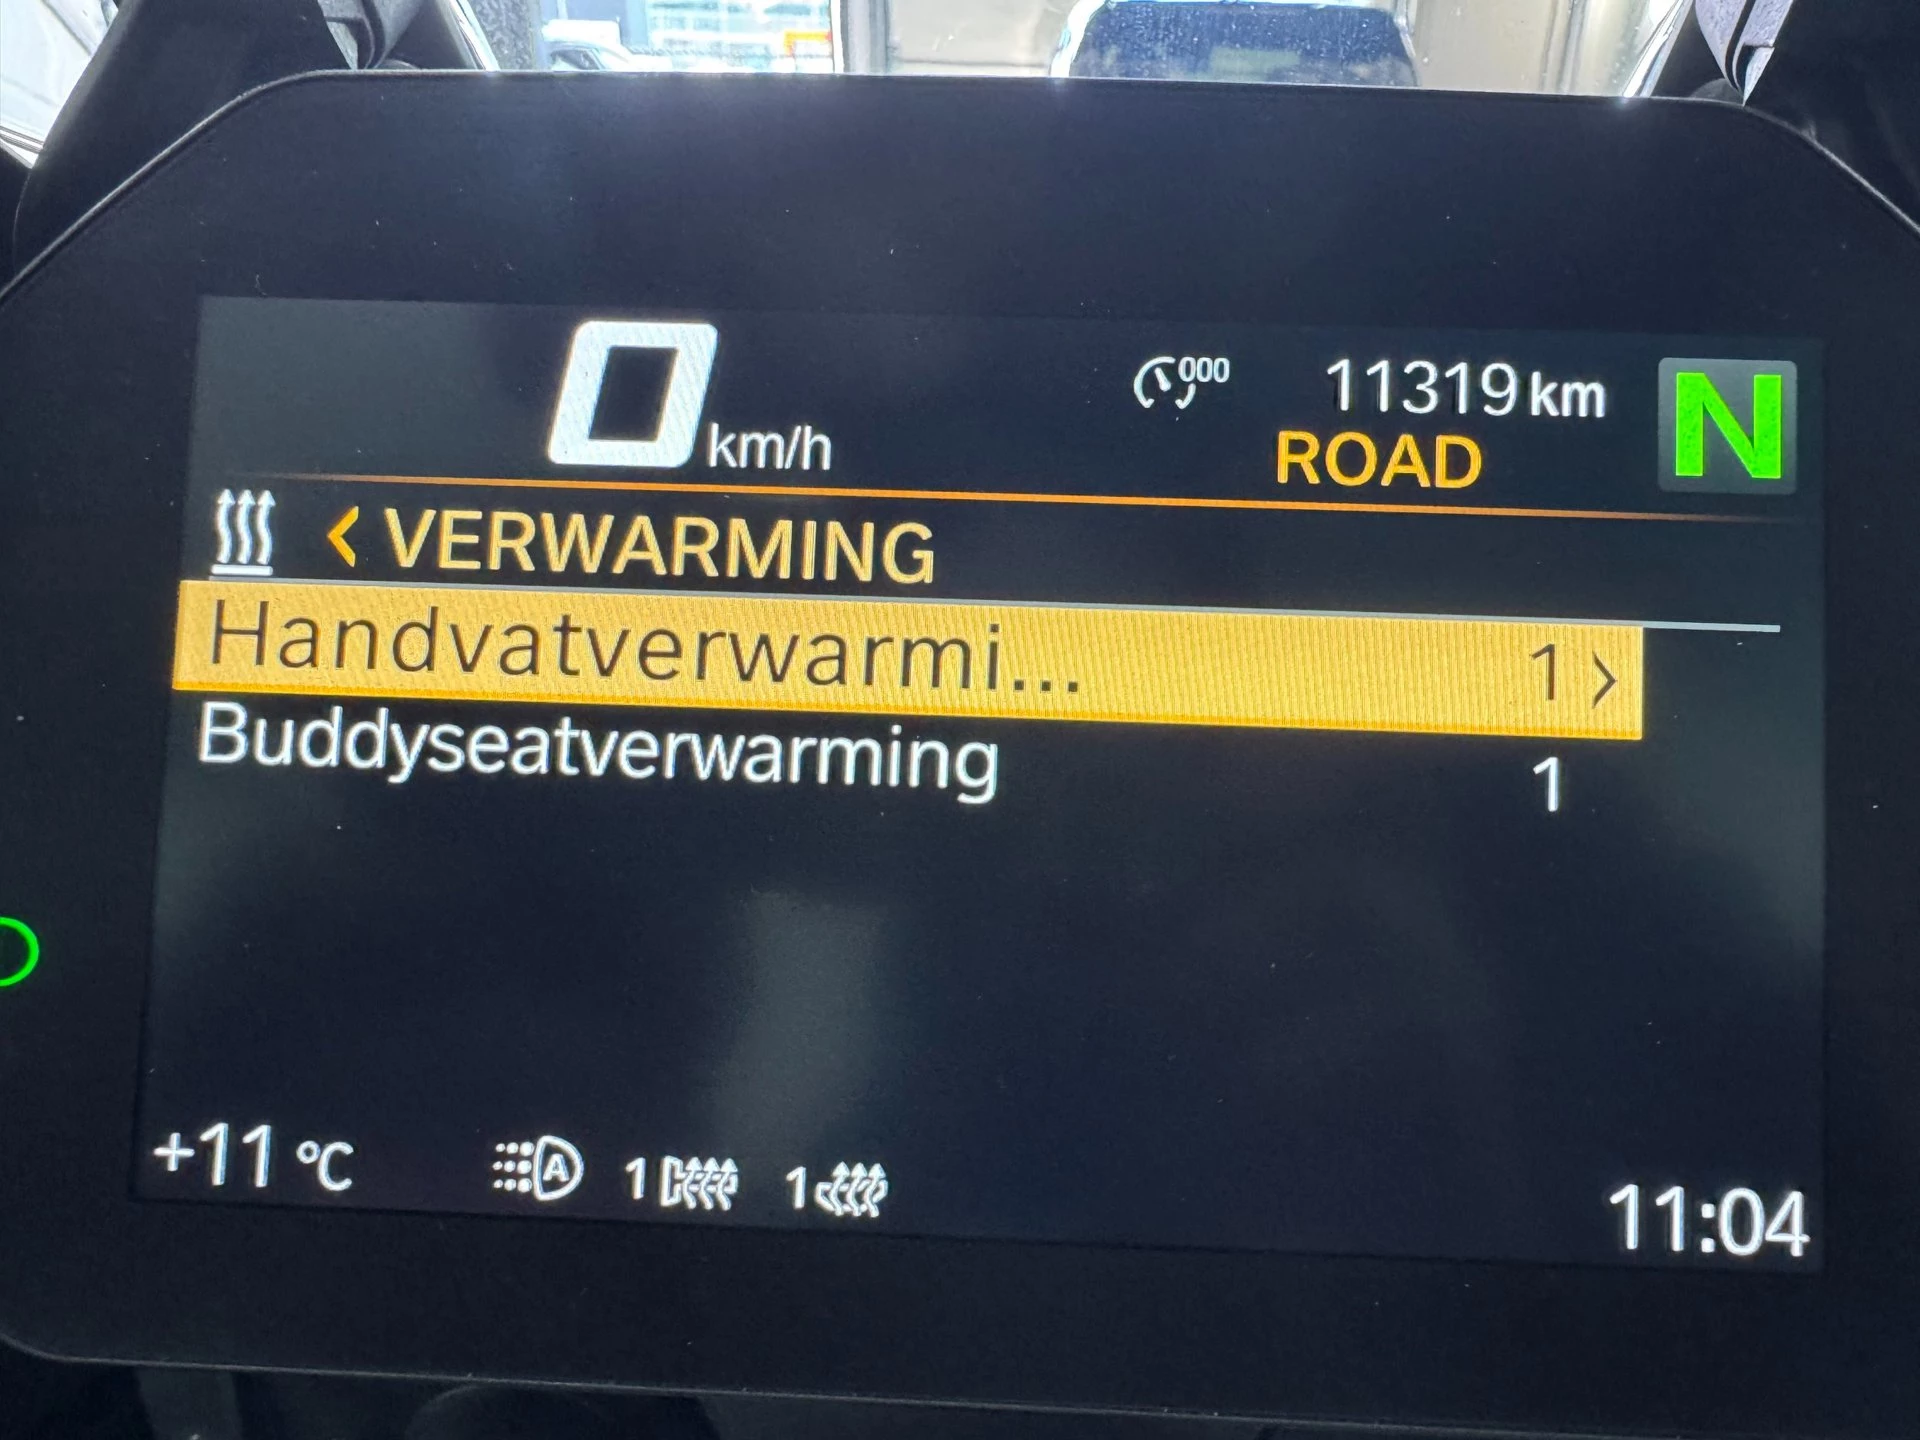 0 km/h
000 11319 km
ROAD
N
VERWARMING
Handvatverwarmi... 1
Buddyseatverwarming 1
+11 °C A 1 1 11:04